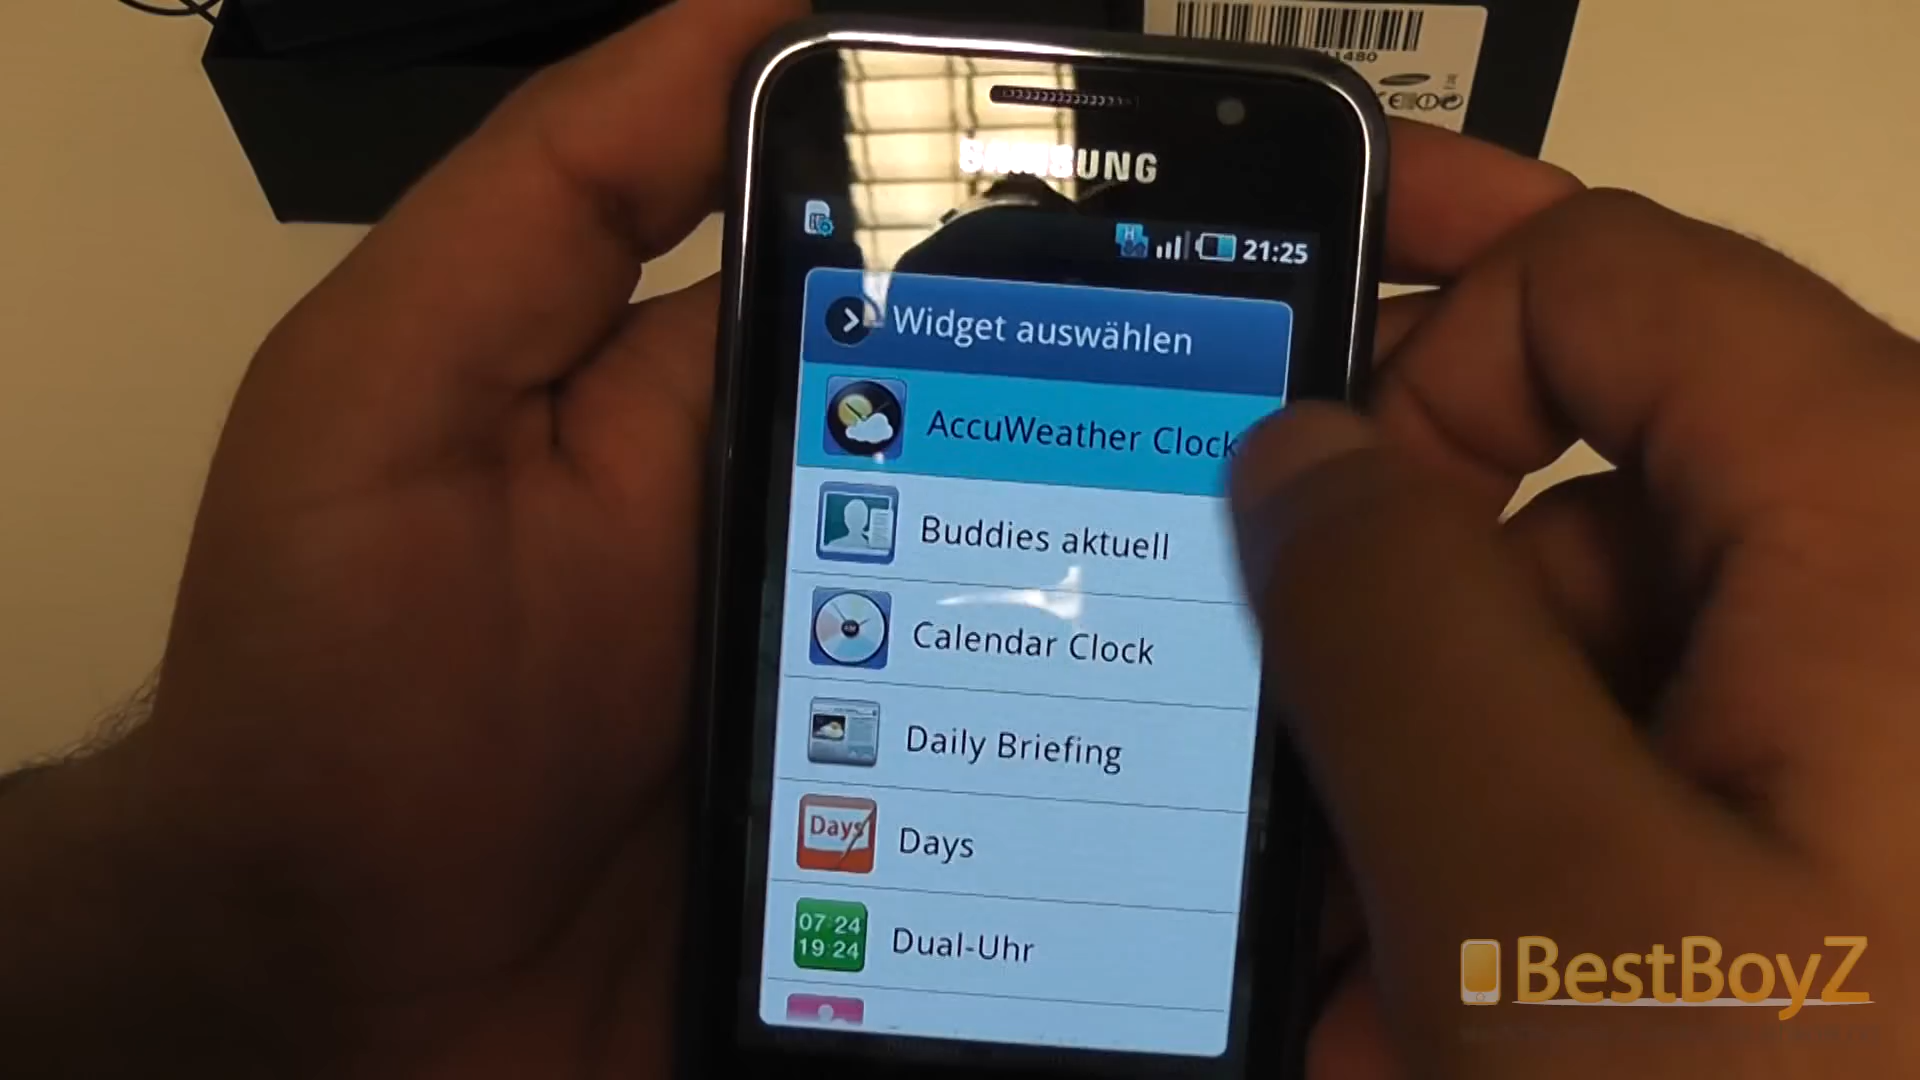 1480
SAMSUNG
21:25
Widget auswählen
AccuWeather Clock
Buddies aktuell
Calendar Clock
Daily Briefing
Days
Days
07:24
19:24
Dual-Uhr
BestBoyZ